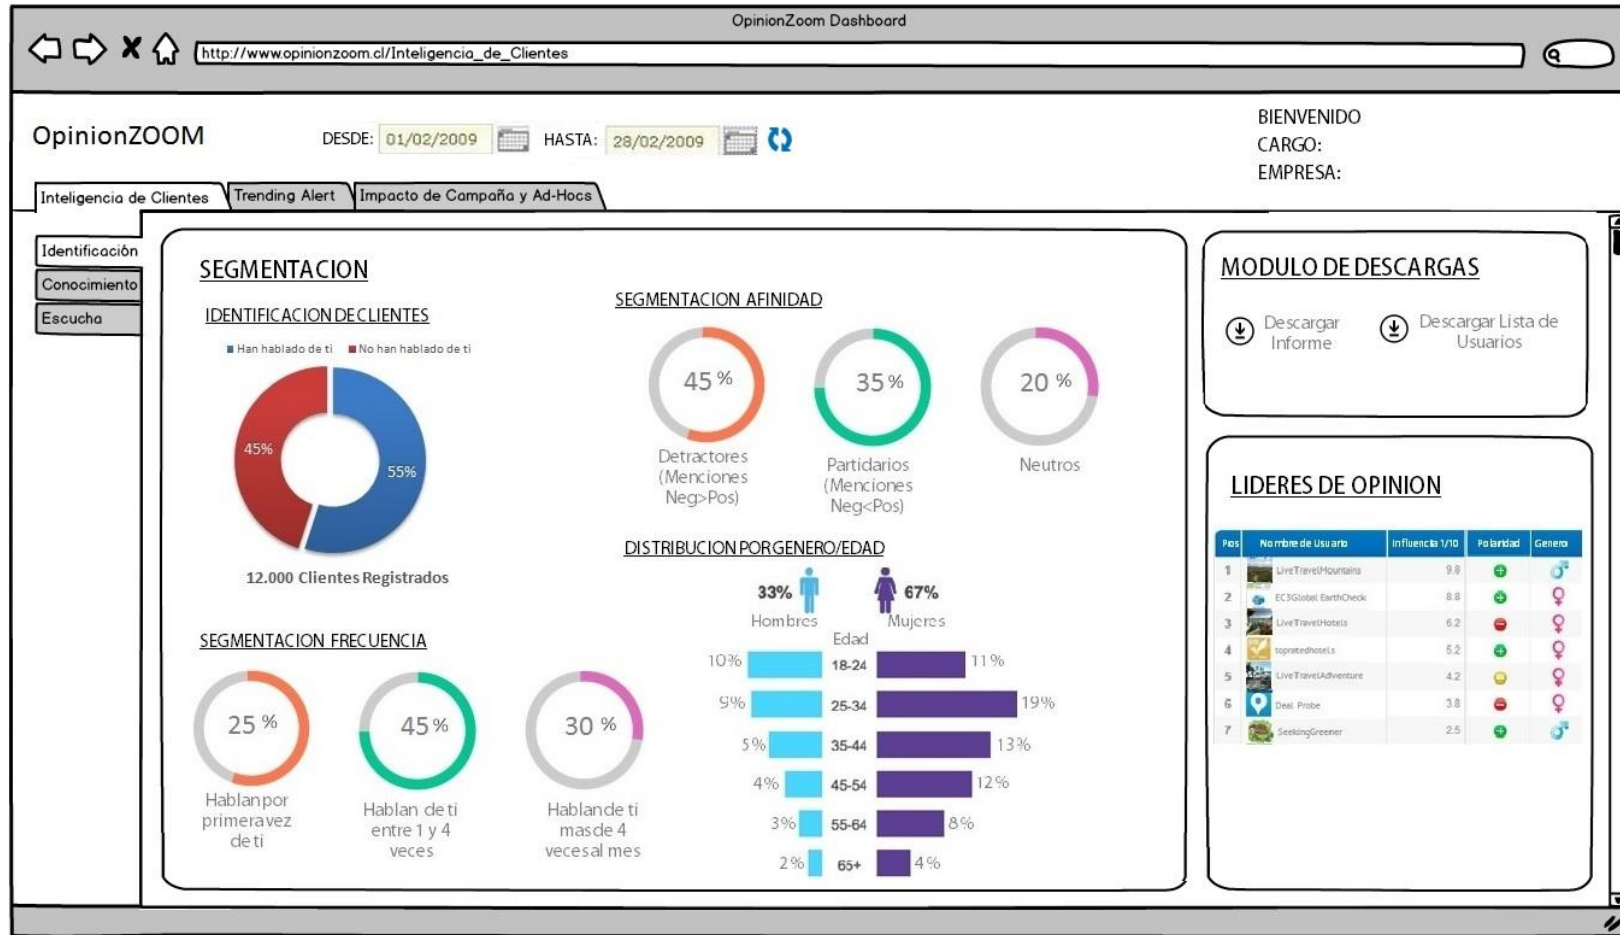 OpinionZoom Dashboard
http://www.opinionzoom.cl/Inteligencia_de_Clientes
OpinionZOOM
DESDE: 01/02/2009 HASTA: 28/02/2009
BIENVENIDO
CARGO:
EMPRESA:
Inteligencia de Clientes Trending Alert Impacto de Campaña y Ad-Hocs
Identificación
Conocimiento
Escucha
SEGMENTACION
IDENTIFICACION DE CLIENTES
Han hablado de ti No han hablado de ti
45%
55%
12.000 Clientes Registrados
SEGMENTACION FRECUENCIA
25 %
Hablan por
primera vez
de ti
45 %
Hablan de ti
entre 1 y 4
veces
30 %
Hablan de ti
mas de 4
veces al mes
SEGMENTACION AFINIDAD
45 %
Detractores
(Menciones
Neg>Pos)
35 %
Partidarios
(Menciones
Neg<Pos)
20 %
Neutros
DISTRIBUCION POR GENERO/EDAD
33% 67%
Hombres Mujeres
Edad
10% 18-24 11%
9% 25-34 19%
5% 35-44 13%
4% 45-54 12%
3% 55-64 8%
2% 65+ 4%
MODULO DE DESCARGAS
Descargar
Informe
Descargar Lista de
Usuarios
LIDERES DE OPINION
Pios Nombre de Usuario Influencia 1/10 Polaridad Genero
1 LiveTravelMountains 9.8
2 EC3Global EarthCheck 8.8
3 LiveTravelHotels 6.2
4 topratedhotel.s 5.2
5 LiveTravelAdventure 4.2
6 Deal Probe 3.8
7 SeekingGreener 2.5